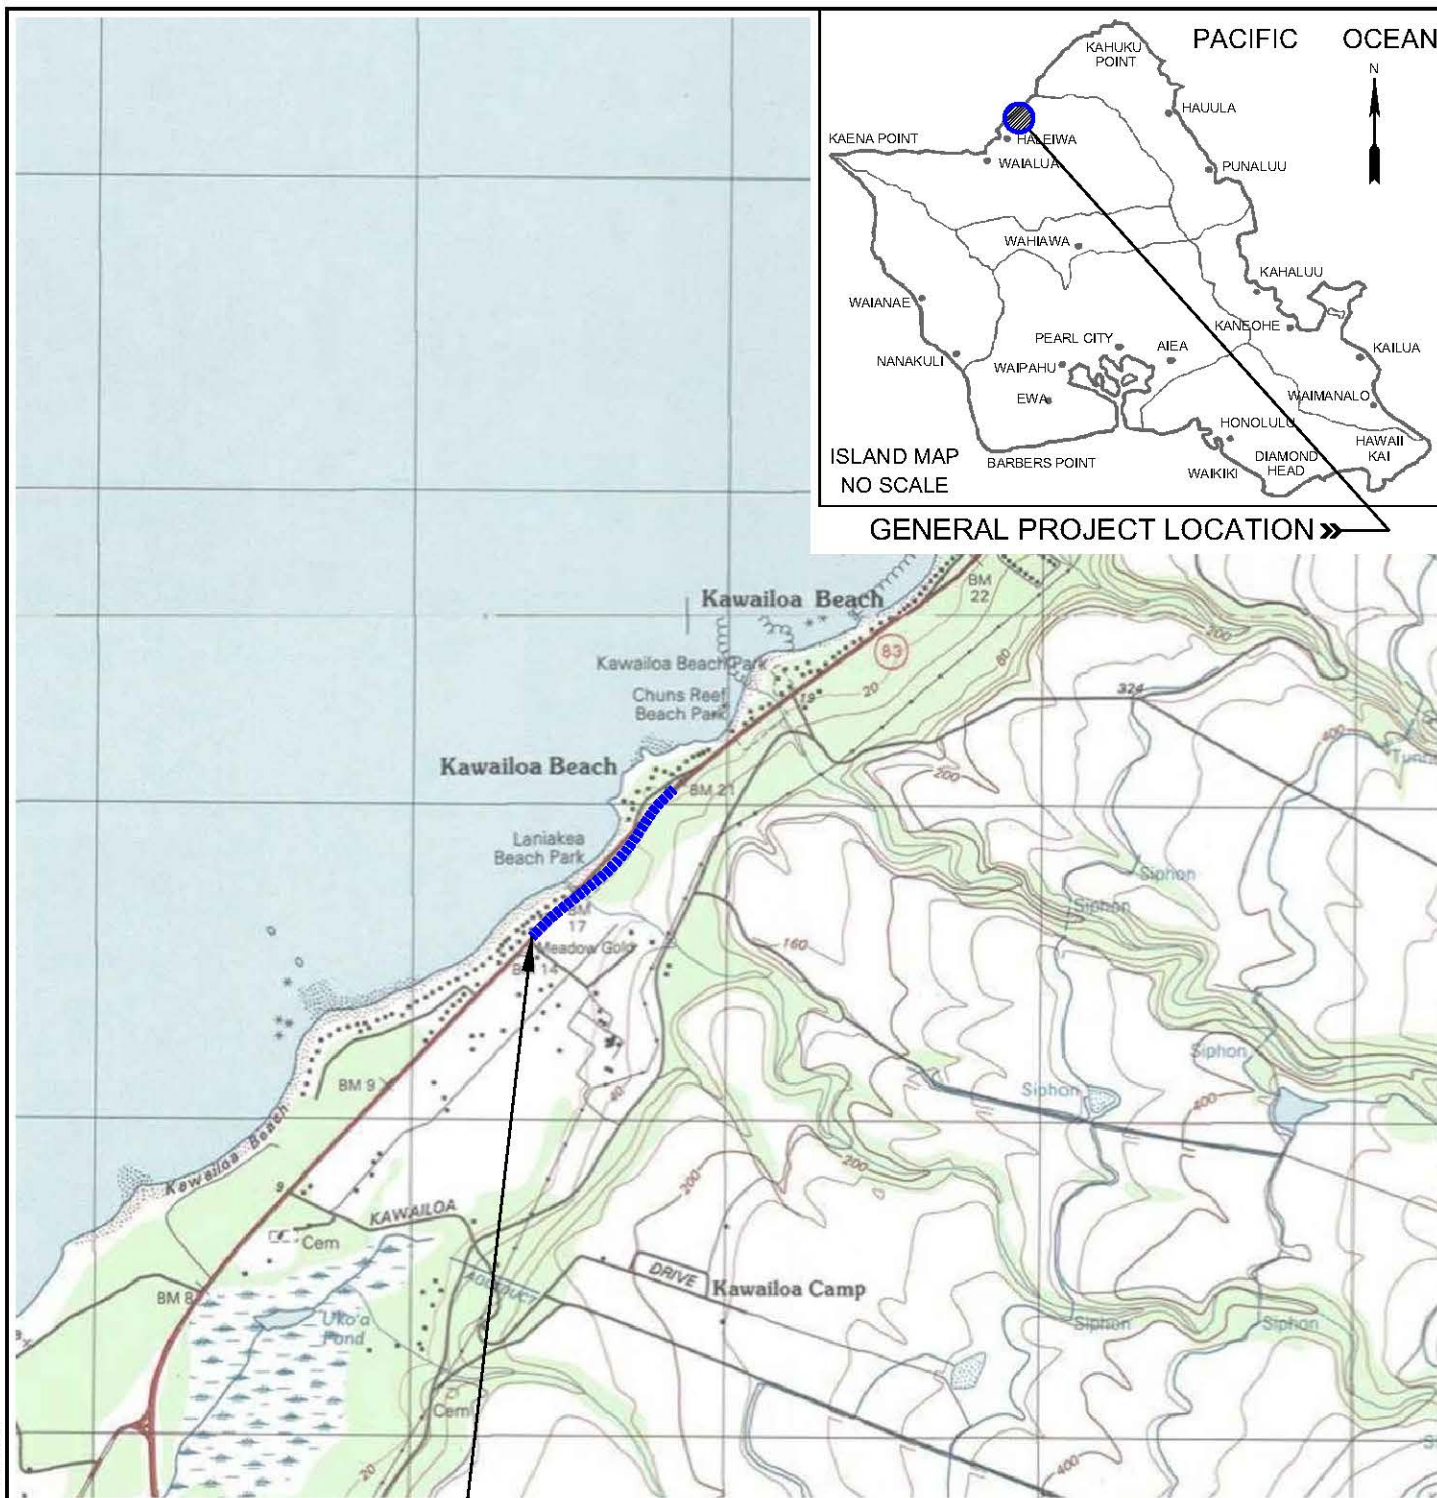 PACIFIC OCEAN
N
KAHUKU
POINT
HAUULA
KAENA POINT
HALEIWA
WAIALUA
PUNALUU
WAHIAWA
KAHALUU
WAIANAE
KANEOHE
PEARL CITY
AIEA
KAILUA
NANAKULI
WAIPAHU
EWA
WAIMANALO
HONOLULU
HAWAII
KAI
ISLAND MAP
NO SCALE
BARBERS POINT
DIAMOND
HEAD
WAIKIKI
GENERAL PROJECT LOCATION
BM
22
Kawailoa Beach
200
83
80
Kawailoa Beach Park
20
324
Chuns Reef
Beach Park
19
400
Kawailoa Beach
200
BM 21
Laniakea
Beach Park
Siphon
Siphon
BM
17
Meadow Gold
160
BM 14
Siphon
BM 9
Siphon
400
40
Kawailoa Beach
200
200
9
KAWAILOA
Cem
DRIVE
Kawailoa Camp
AQUEDUCT
BM 8
Uko'a
Pond
Siphon
Siphon
Cem
20
400